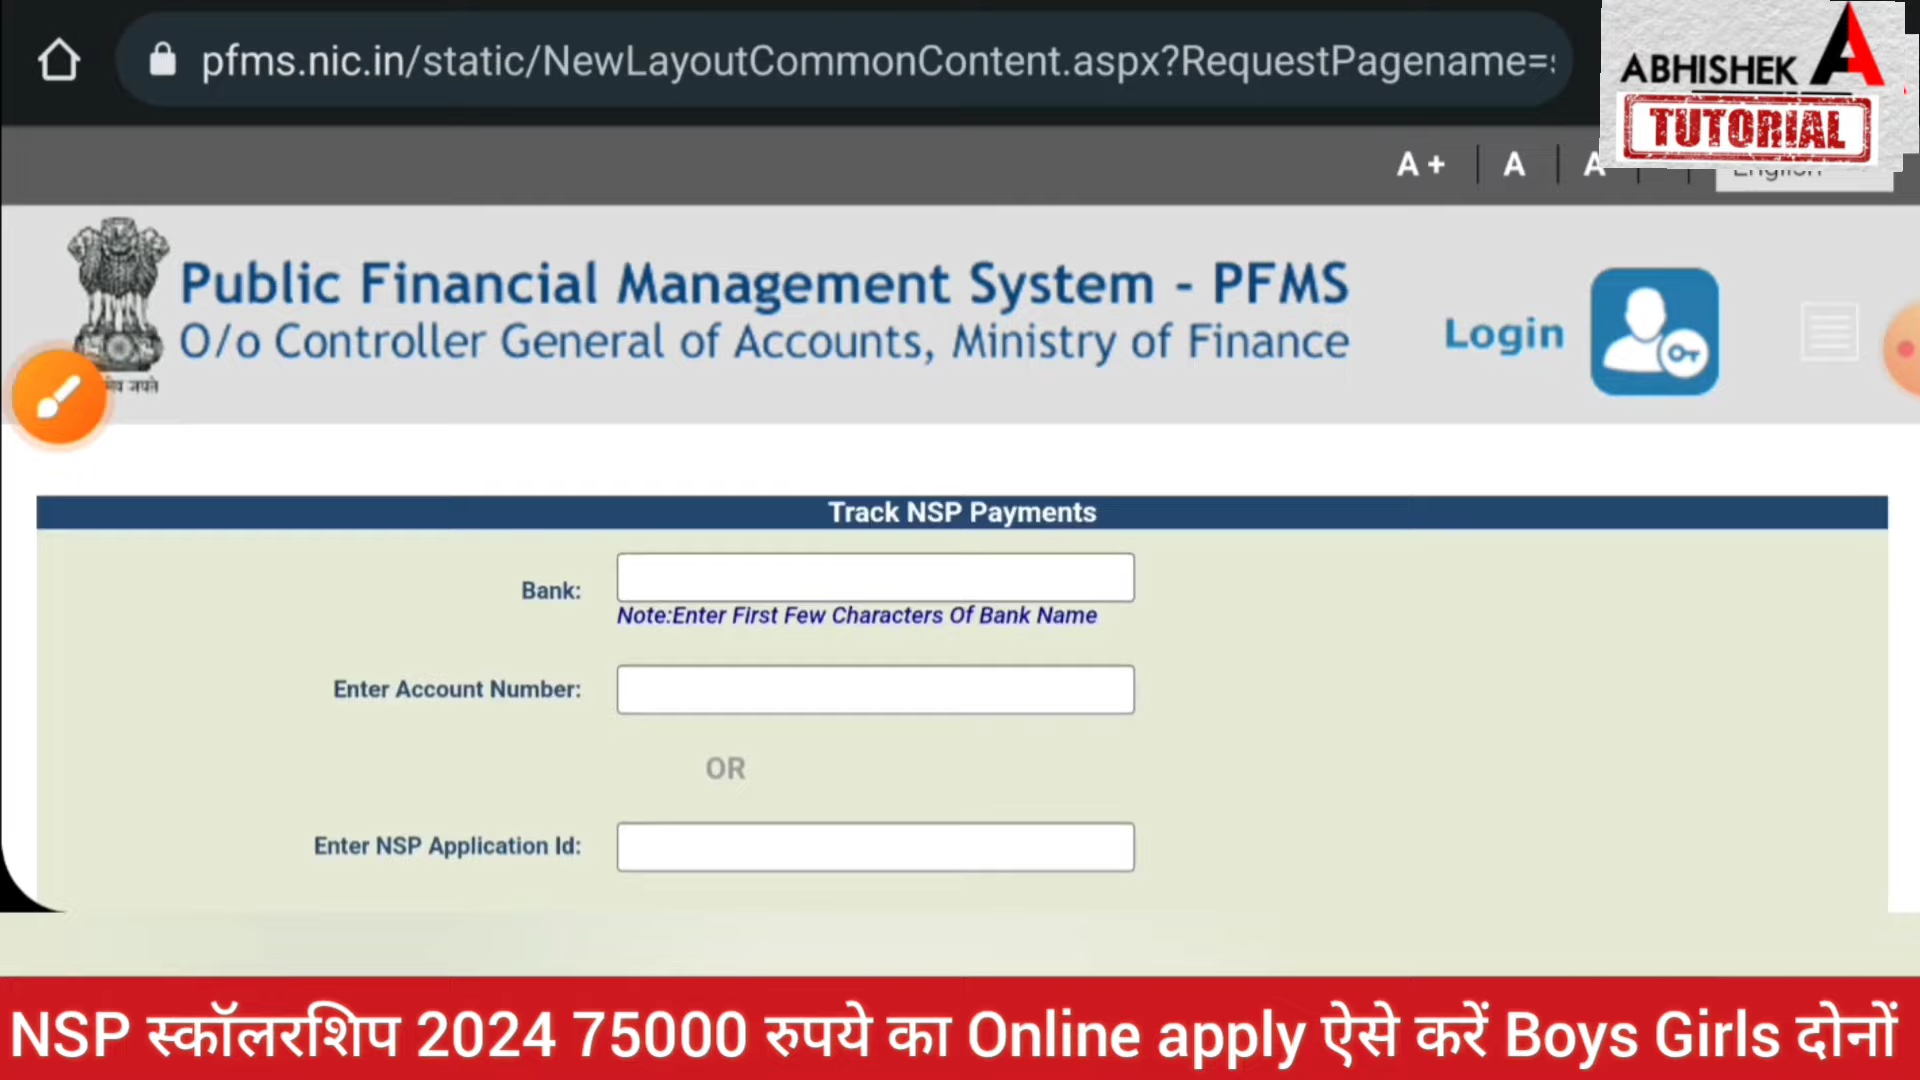 pfms.nic.in/static/NewLayoutCommonContent.aspx?RequestPagename=
ABHISHEK
TUTORIAL
A+ A A
English
Public Financial Management System - PFMS
O/o Controller General of Accounts, Ministry of Finance
Login
Track NSP Payments
Bank:
Note:Enter First Few Characters Of Bank Name
Enter Account Number:
OR
Enter NSP Application Id:
NSP स्कॉलरशिप 2024 75000 रुपये का Online apply ऐसे करें Boys Girls दोनों